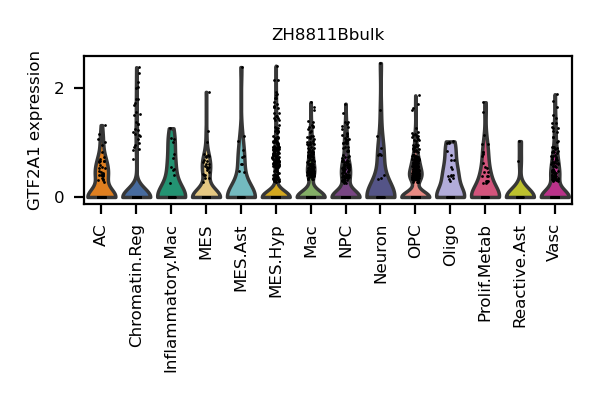 ZH8811Bbulk
GTF2A1 expression
2
0
AC
Chromatin.Reg
Inflammatory.Mac
MES
MES.Ast
MES.Hyp
Mac
NPC
Neuron
OPC
Oligo
Prolif.Metab
Reactive.Ast
Vasc